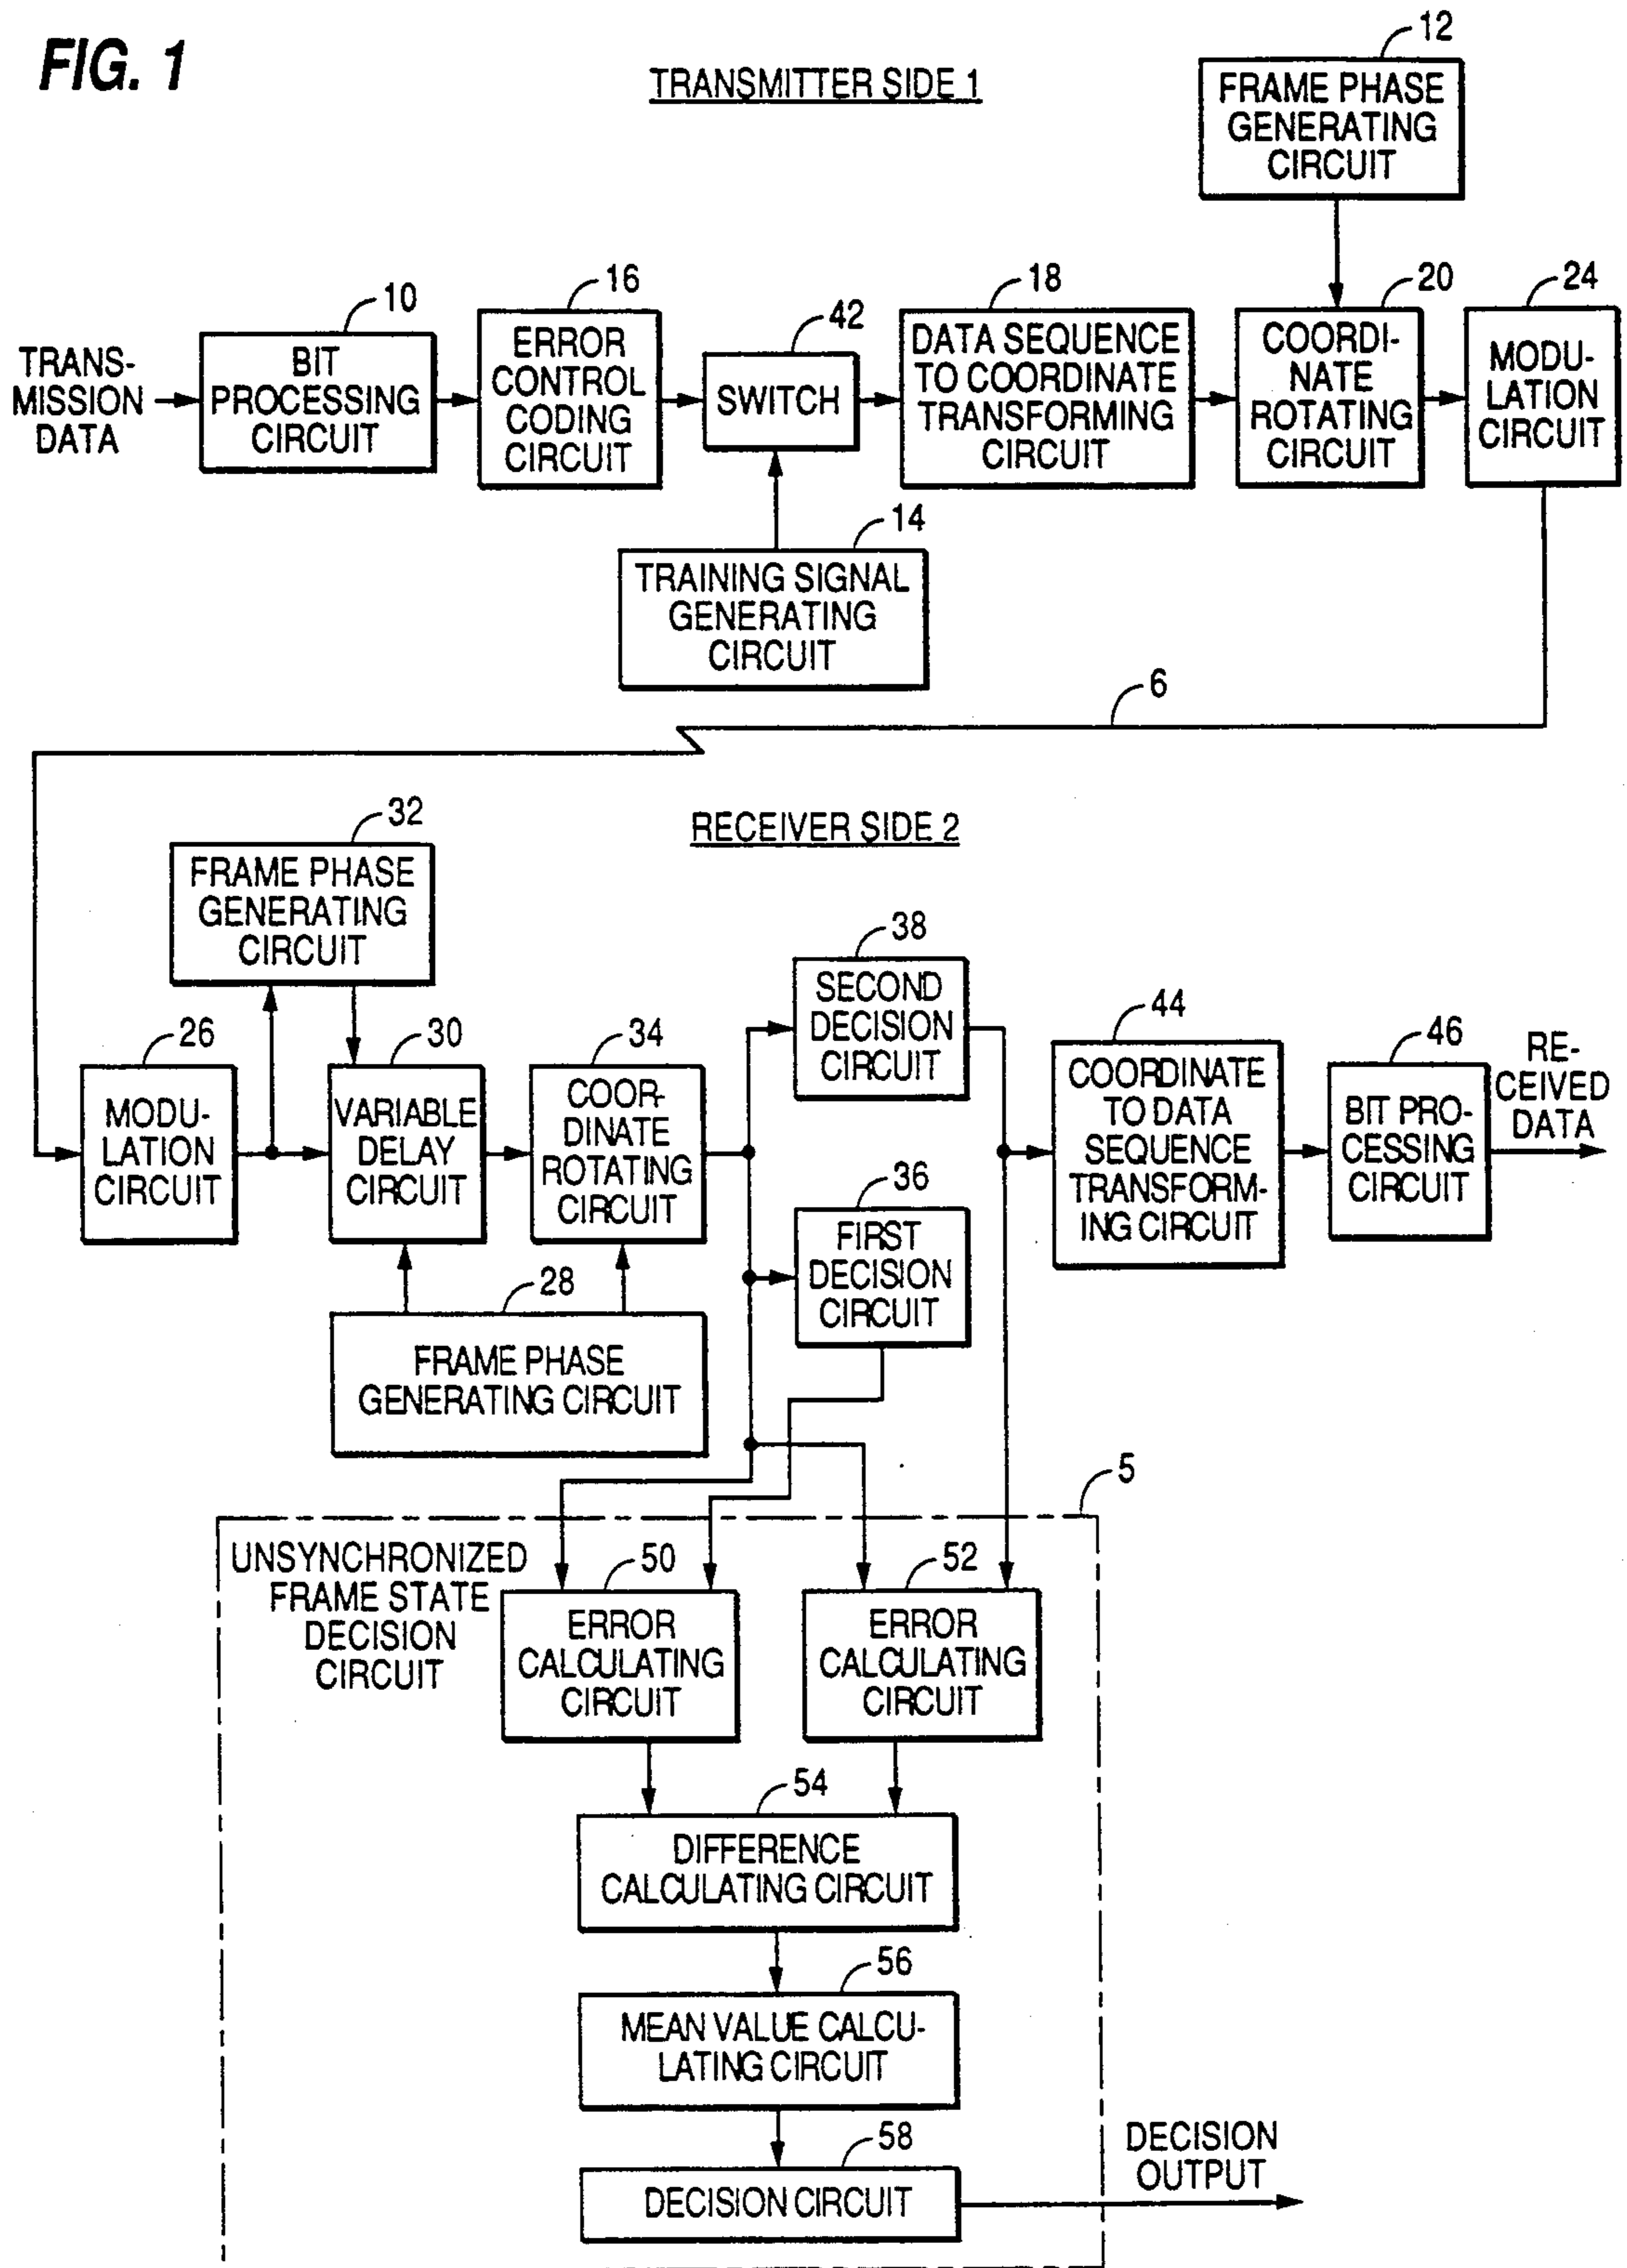 FIG. 1
TRANSMITTER SIDE 1
12
FRAME PHASE
GENERATING
CIRCUIT
TRANS-
MISSION
DATA
10
BIT
PROCESSING
CIRCUIT
16
ERROR
CONTROL
CODING
CIRCUIT
42
SWITCH
18
DATA SEQUENCE
TO COORDINATE
TRANSFORMING
CIRCUIT
20
COORDI-
NATE
ROTATING
CIRCUIT
24
MODU-
LATION
CIRCUIT
14
TRAINING SIGNAL
GENERATING
CIRCUIT
6
RECEIVER SIDE 2
32
FRAME PHASE
GENERATING
CIRCUIT
26
MODU-
LATION
CIRCUIT
30
VARIABLE
DELAY
CIRCUIT
34
COOR-
DINATE
ROTATING
CIRCUIT
38
SECOND
DECISION
CIRCUIT
36
FIRST
DECISION
CIRCUIT
44
COORDINATE
TO DATA
SEQUENCE
TRANSFORM-
ING CIRCUIT
46
BIT PRO-
CESSING
CIRCUIT
RE-
CEIVED
DATA
28
FRAME PHASE
GENERATING CIRCUIT
5
UNSYNCHRONIZED
FRAME STATE
DECISION
CIRCUIT
50
ERROR
CALCULATING
CIRCUIT
52
ERROR
CALCULATING
CIRCUIT
54
DIFFERENCE
CALCULATING CIRCUIT
56
MEAN VALUE CALCU-
LATING CIRCUIT
58
DECISION CIRCUIT
DECISION
OUTPUT